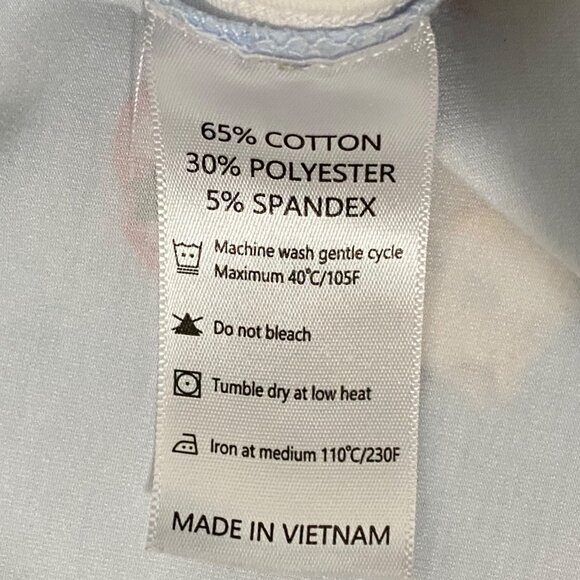 65% COTTON
30% POLYESTER
5% SPANDEX
Machine wash gentle cycle
Maximum 40°C/105F
Do not bleach
Tumble dry at low heat
Iron at medium 110°C/230F
MADE IN VIETNAM